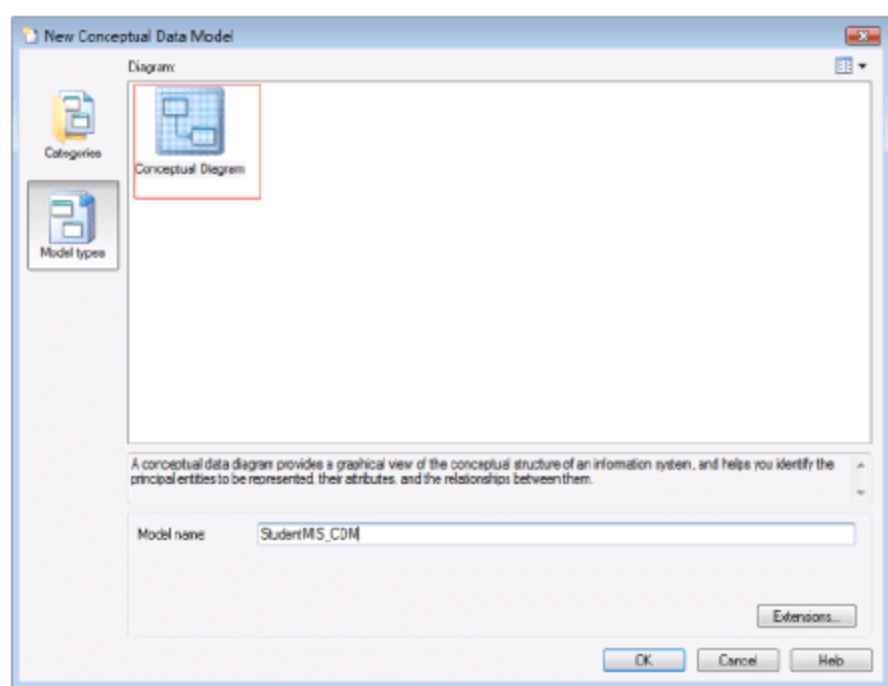 New Conceptual Data Model
Diagram:
Categories
Conceptual Diagram
Model types
A conceptual data diagram provides a graphical view of the conceptual structure of an information system, and helps you identify the
principal entities to be represented, their attributes, and the relationships between them.
Model name
StudentMIS_CDM
Extensions...
OK
Cancel
Help